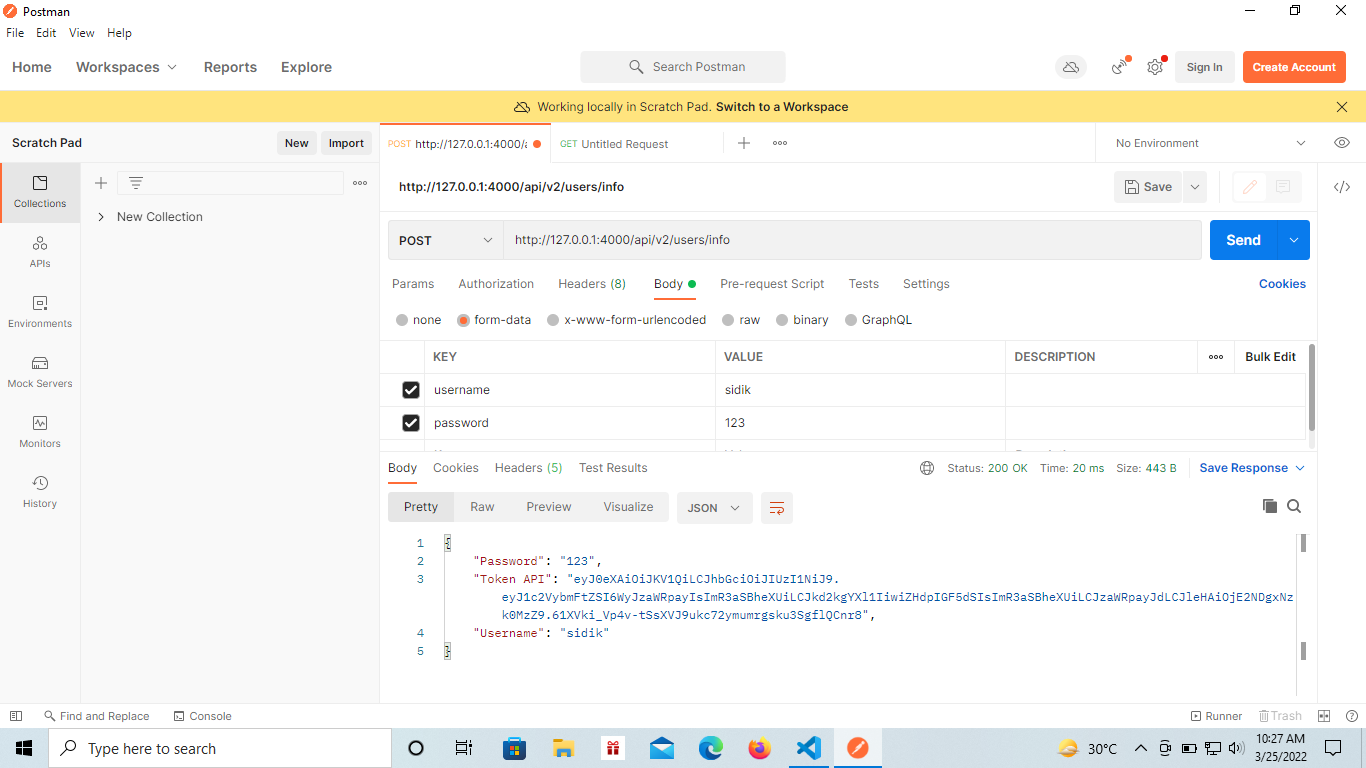 Postman
File Edit View Help
Home Workspaces Reports Explore Search Postman Sign In Create Account
Working locally in Scratch Pad. Switch to a Workspace
Scratch Pad New Import POST http://127.0.0.1:4000/a GET Untitled Request No Environment
Collections
New Collection
APIs
Environments
Mock Servers
Monitors
History
http://127.0.0.1:4000/api/v2/users/info Save
POST http://127.0.0.1:4000/api/v2/users/info Send
Params Authorization Headers (8) Body Pre-request Script Tests Settings Cookies
none form-data x-www-form-urlencoded raw binary GraphQL
KEY VALUE DESCRIPTION Bulk Edit
username sidik
password 123
Body Cookies Headers (5) Test Results Status: 200 OK Time: 20 ms Size: 443 B Save Response
Pretty Raw Preview Visualize JSON
1 {
2 "Password": "123",
3 "Token API": "eyJ0eXAiOiJKV1QiLCJhbGciOiJIUzI1NiJ9.
eyJ1c2VybmFtZSI6WyJzaWRpayIsImR3aSBheXUiLCJkd2kgYXl1IiwiZHdpIGF5dSIsImR3aSBheXUiLCJzaWRpayJdLCJleHAiOjE2NDgxNz
k0MzZ9.61XVki_Vp4v-tSsXVJ9ukc72ymumrgsku3SgflQCnr8",
4 "Username": "sidik"
5 }
Find and Replace Console Runner Trash
Type here to search 30°C 10:27 AM
3/25/2022